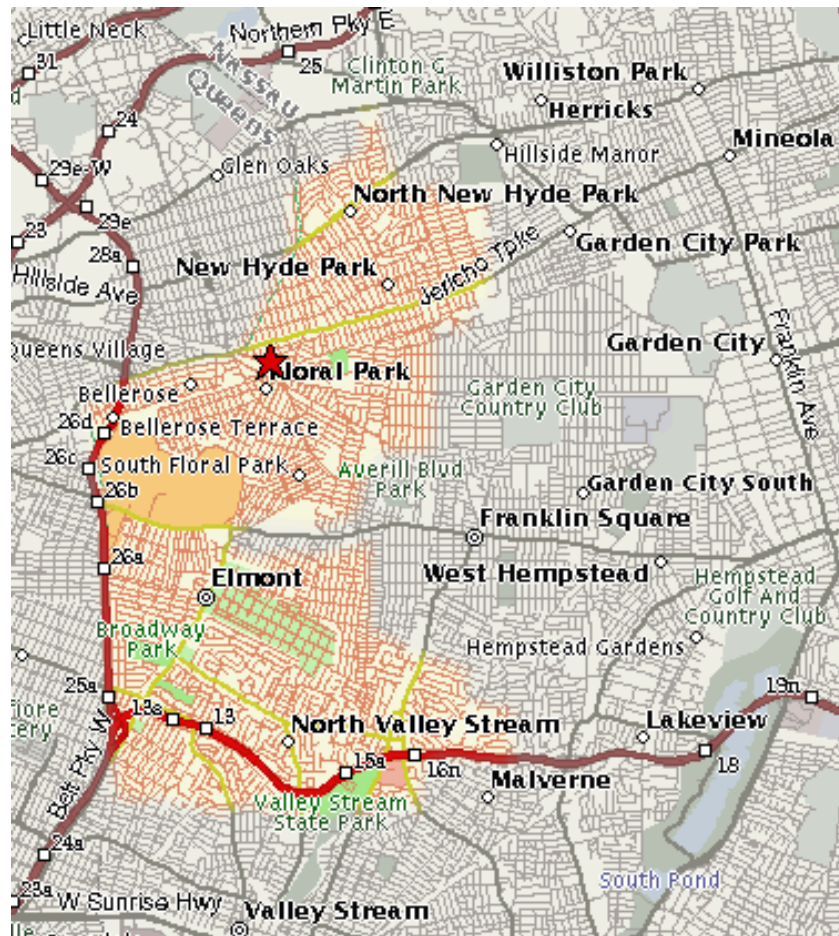 Little Neck
Northern Pky E
31
25
Nassau
Queens
Clinton G
Martin Park
Williston Park
Herricks
24
Mineola
Hillside Manor
29e-W
Glen Oaks
North New Hyde Park
29e
23
Garden City Park
28a
New Hyde Park
Jericho Tpke
Hillside Ave
Franklin Ave
Queens Village
Garden City
loral Park
Bellerose
Garden City
Country Club
26d
Bellerose Terrace
26c
South Floral Park
Averill Blvd
Park
26b
Garden City South
Franklin Square
26a
Elmont
West Hempstead
Hempstead
Golf And
Country Club
Broadway
Park
Hempstead Gardens
25a
19n
fiore
tery
13a
13
North Valley Stream
Lakeview
Belt Pky W
15a
16n
18
Malverne
Valley Stream
State Park
24a
South Pond
23a
W Sunrise Hwy
Valley Stream